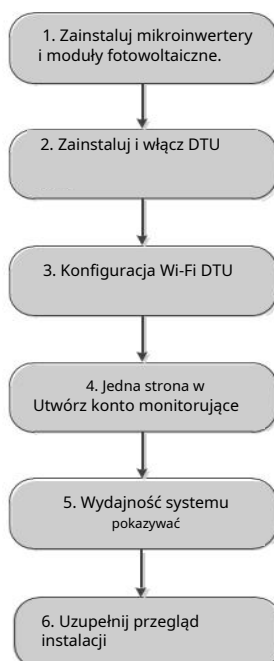 1. Zainstaluj mikroinwertery
i moduły fotowoltaiczne.
2. Zainstaluj i włącz DTU
3. Konfiguracja Wi-Fi DTU
4. Jedna strona w
Utwórz konto monitorujące
5. Wydajność systemu
pokazywać
6. Uzupełnij przegląd
instalacji